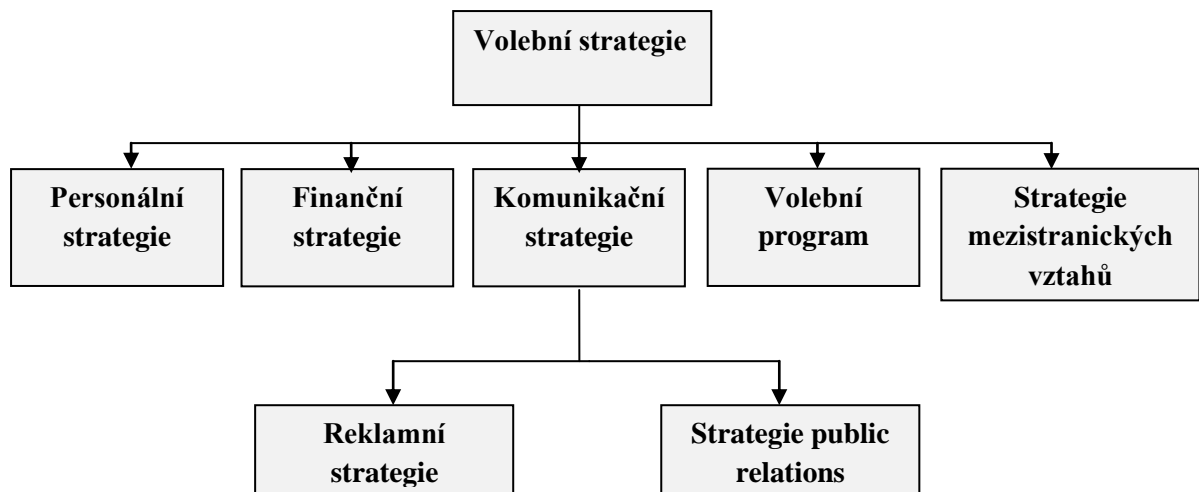 Volební strategie
Personální
strategie
Finanční
strategie
Komunikační
strategie
Volební
program
Strategie
mezistranických
vztahů
Reklamní
strategie
Strategie public
relations